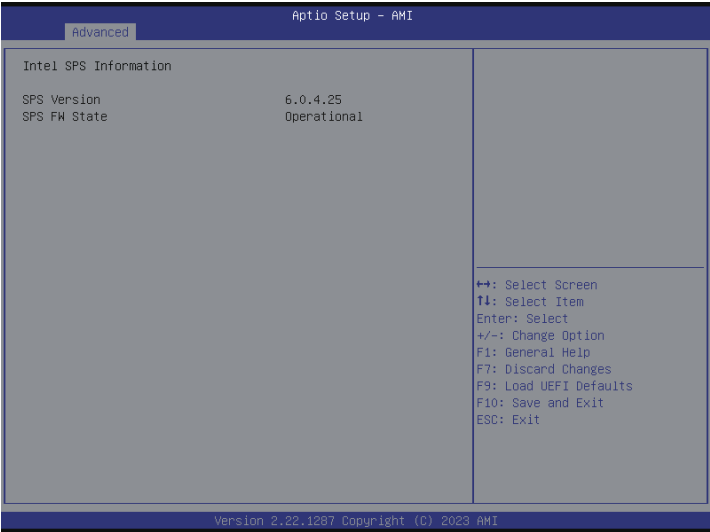 Aptio Setup – AMI
Advanced
Intel SPS Information
SPS Version 6.0.4.25
SPS FW State Operational
↔: Select Screen
↑↓: Select Item
Enter: Select
+/-: Change Option
F1: General Help
F7: Discard Changes
F9: Load UEFI Defaults
F10: Save and Exit
ESC: Exit
Version 2.22.1287 Copyright (C) 2023 AMI